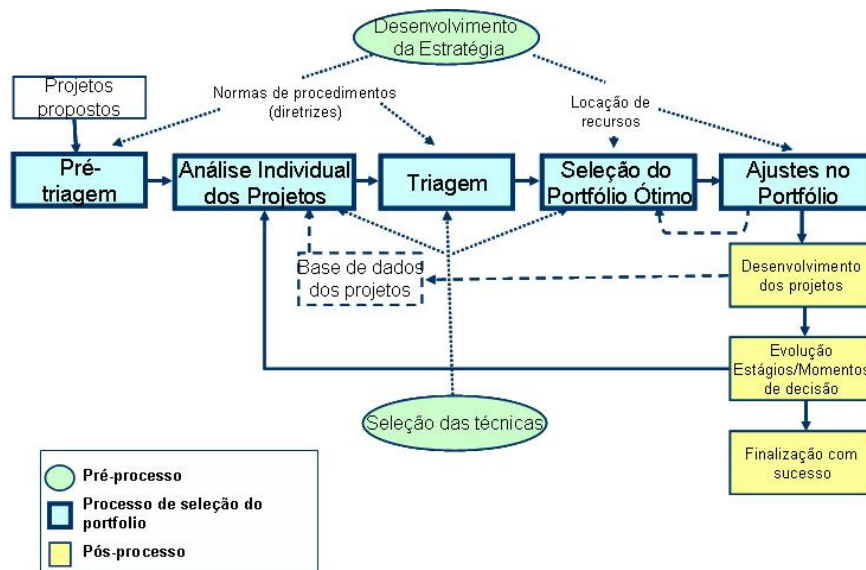 Desenvolvimento
da Estratégia
Projetos
propostos
Normas de procedimentos
(diretrizes)
Locação de
recursos
Pré-
triagem
Análise Individual
dos Projetos
Triagem
Seleção do
Portfólio Ótimo
Ajustes no
Portfólio
Base de dados
dos projetos
Desenvolvimento
dos projetos
Evolução
Estágios/Momentos
de decisão
Seleção das técnicas
Finalização com
sucesso
Pré-processo
Processo de seleção do
portfolio
Pós-processo